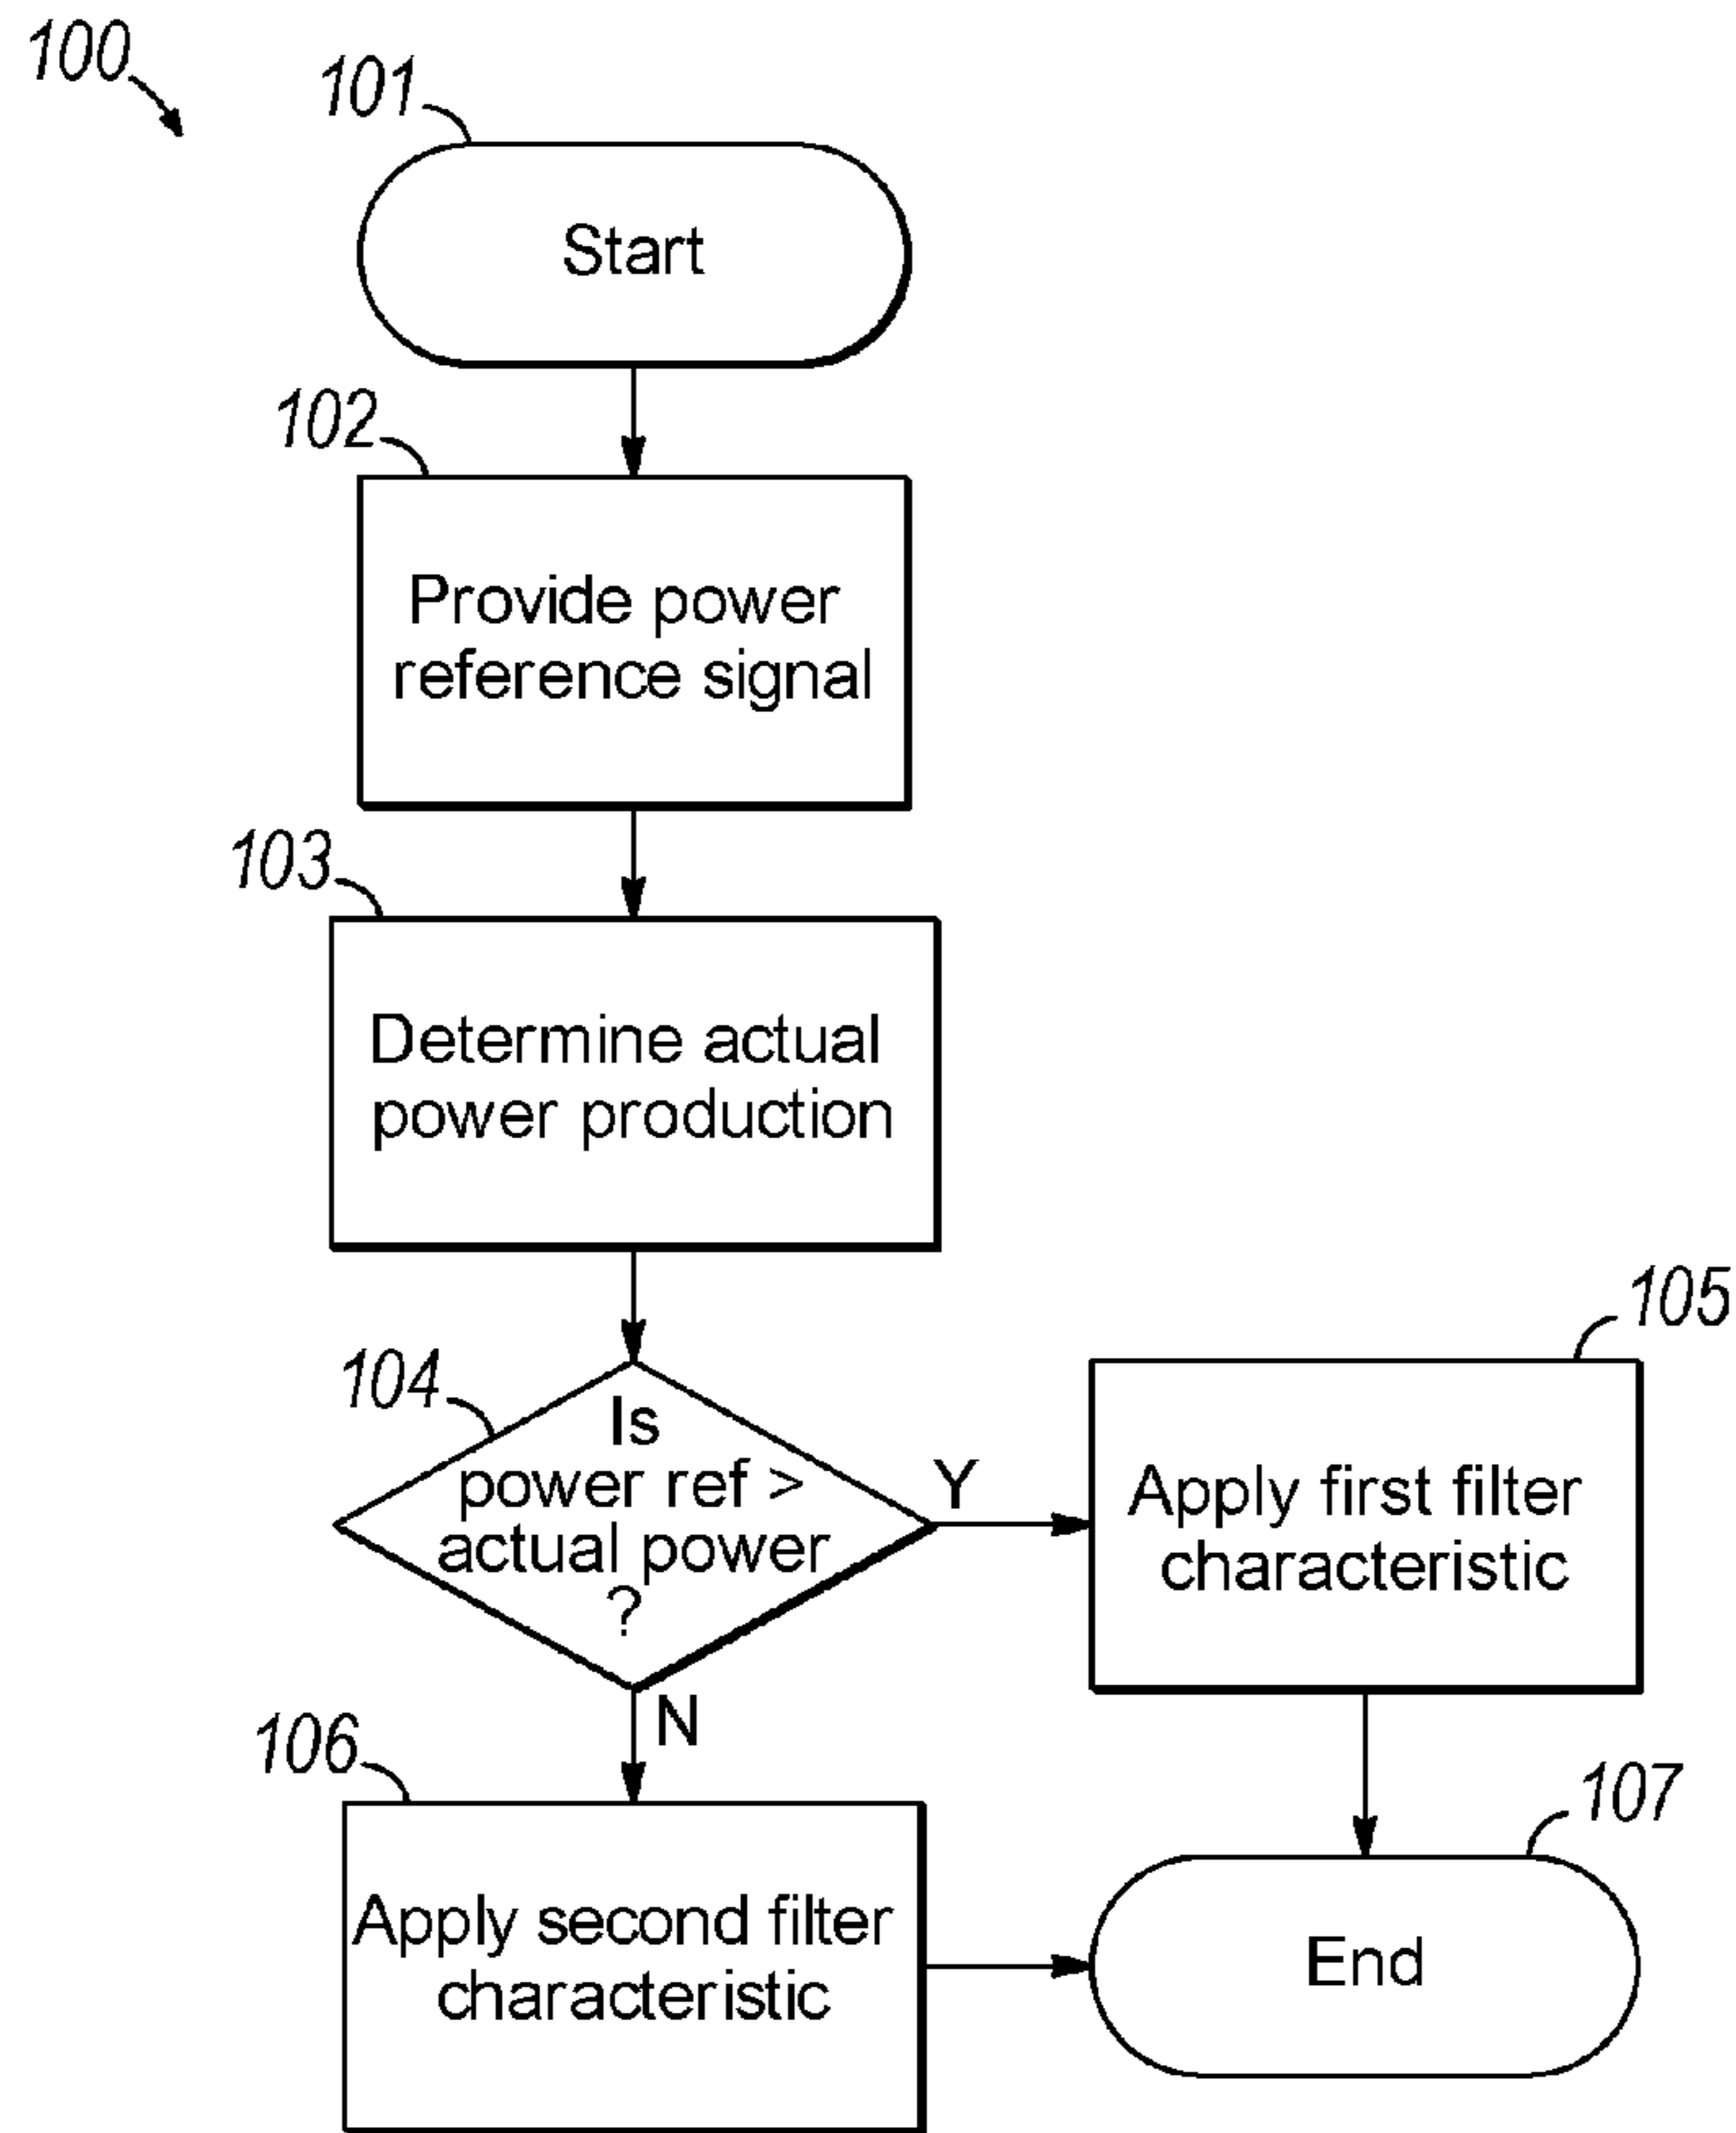 100
101
Start
102
Provide power
reference signal
103
Determine actual
power production
104
Is
power ref >
actual power
?
Y
N
105
Apply first filter
characteristic
106
Apply second filter
characteristic
107
End